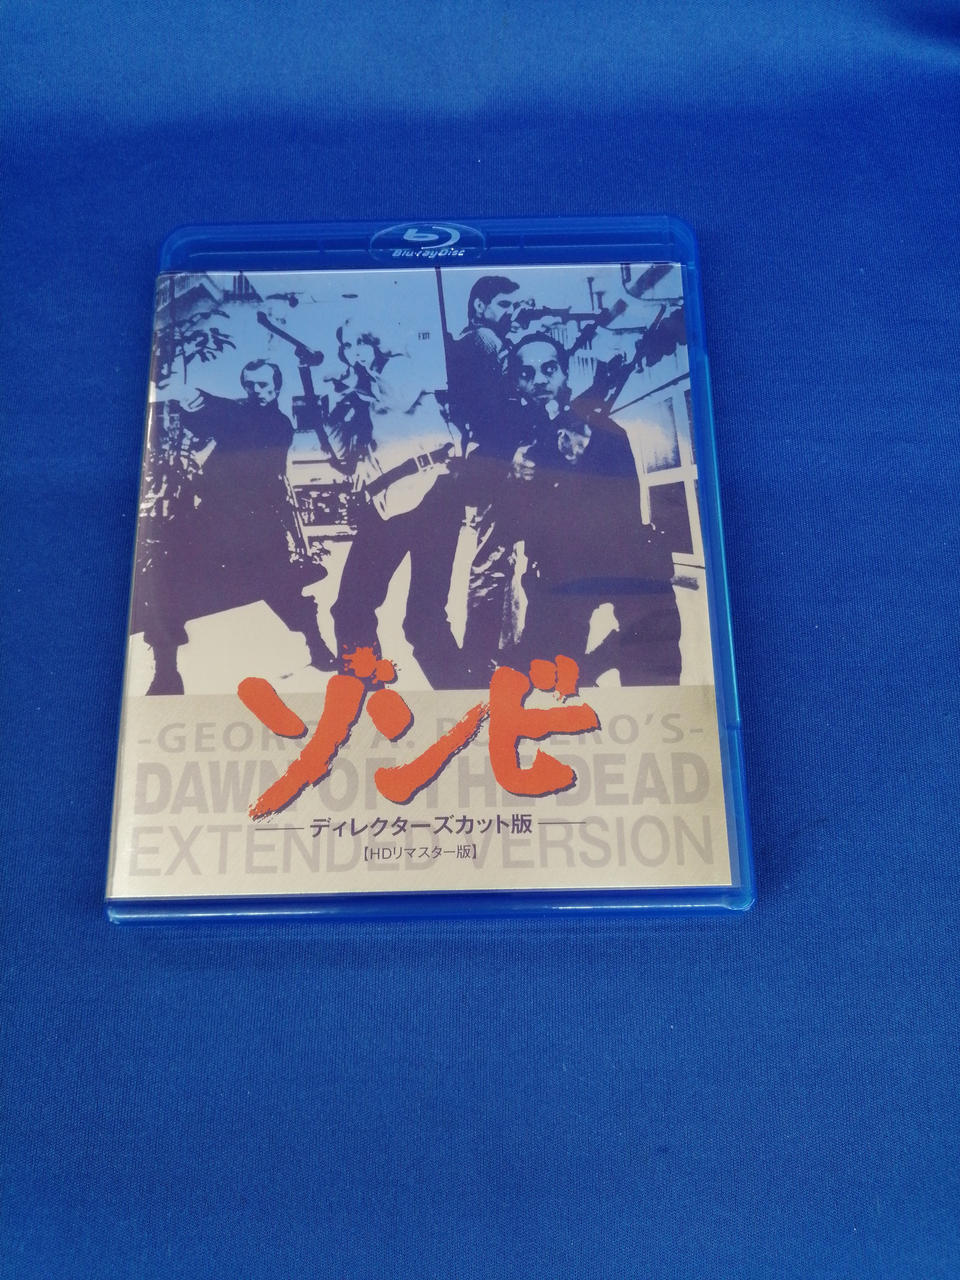 Blu-ray Disc
EXIT
ゾンビ
-GEORGE A. ROMERO'S-
DAWN OF THE DEAD
ディレクターズカット版
EXTENDED VERSION
【HDリマスター版】